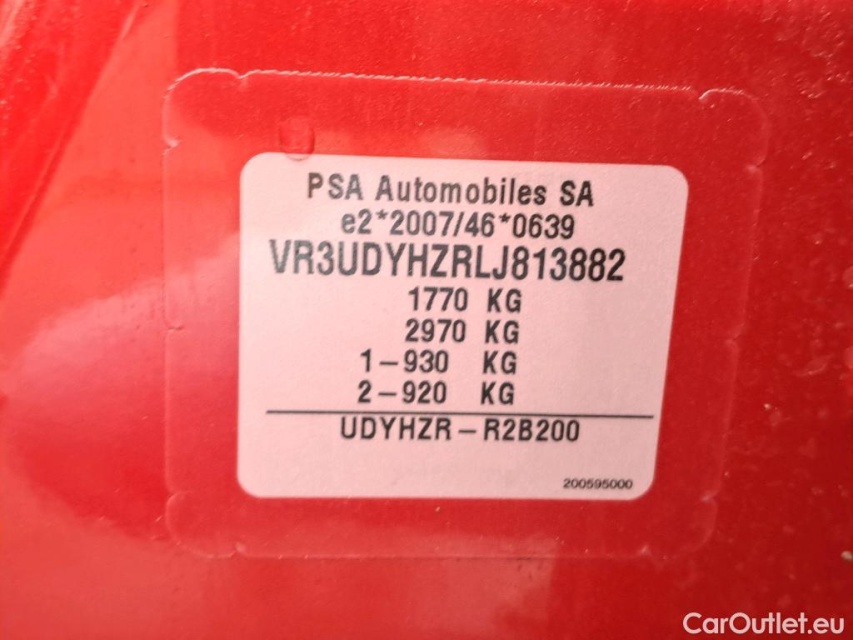 PSA Automobiles SA
e2*2007/46*0639
VR3UDYHZRLJ813882
1770 KG
2970 KG
1-930 KG
2-920 KG
UDYHZR-R2B200
200595000
CarOutlet.eu